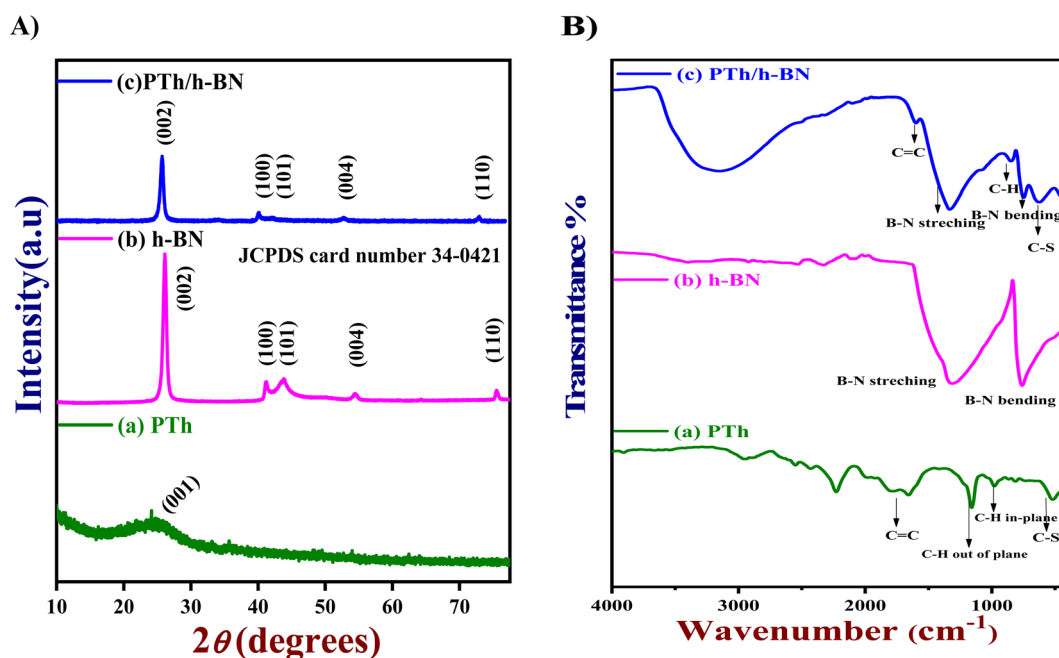 A)
(c)PTh/h-BN
(002)
(100)
(101)
(004)
(110)
(b) h-BN
JCPDS card number 34-0421
(002)
(100)
(101)
(004)
(110)
(a) PTh
(001)
Intensity(a.u)
10 20 30 40 50 60 70
2θ (degrees)
B)
(c) PTh/h-BN
C=C
C-H
B-N streching
B-N bending
C-S
(b) h-BN
B-N streching
B-N bending
(a) PTh
C=C
C-H out of plane
C-H in-plane
C-S
Transmittance %
4000 3000 2000 1000
Wavenumber (cm⁻¹)